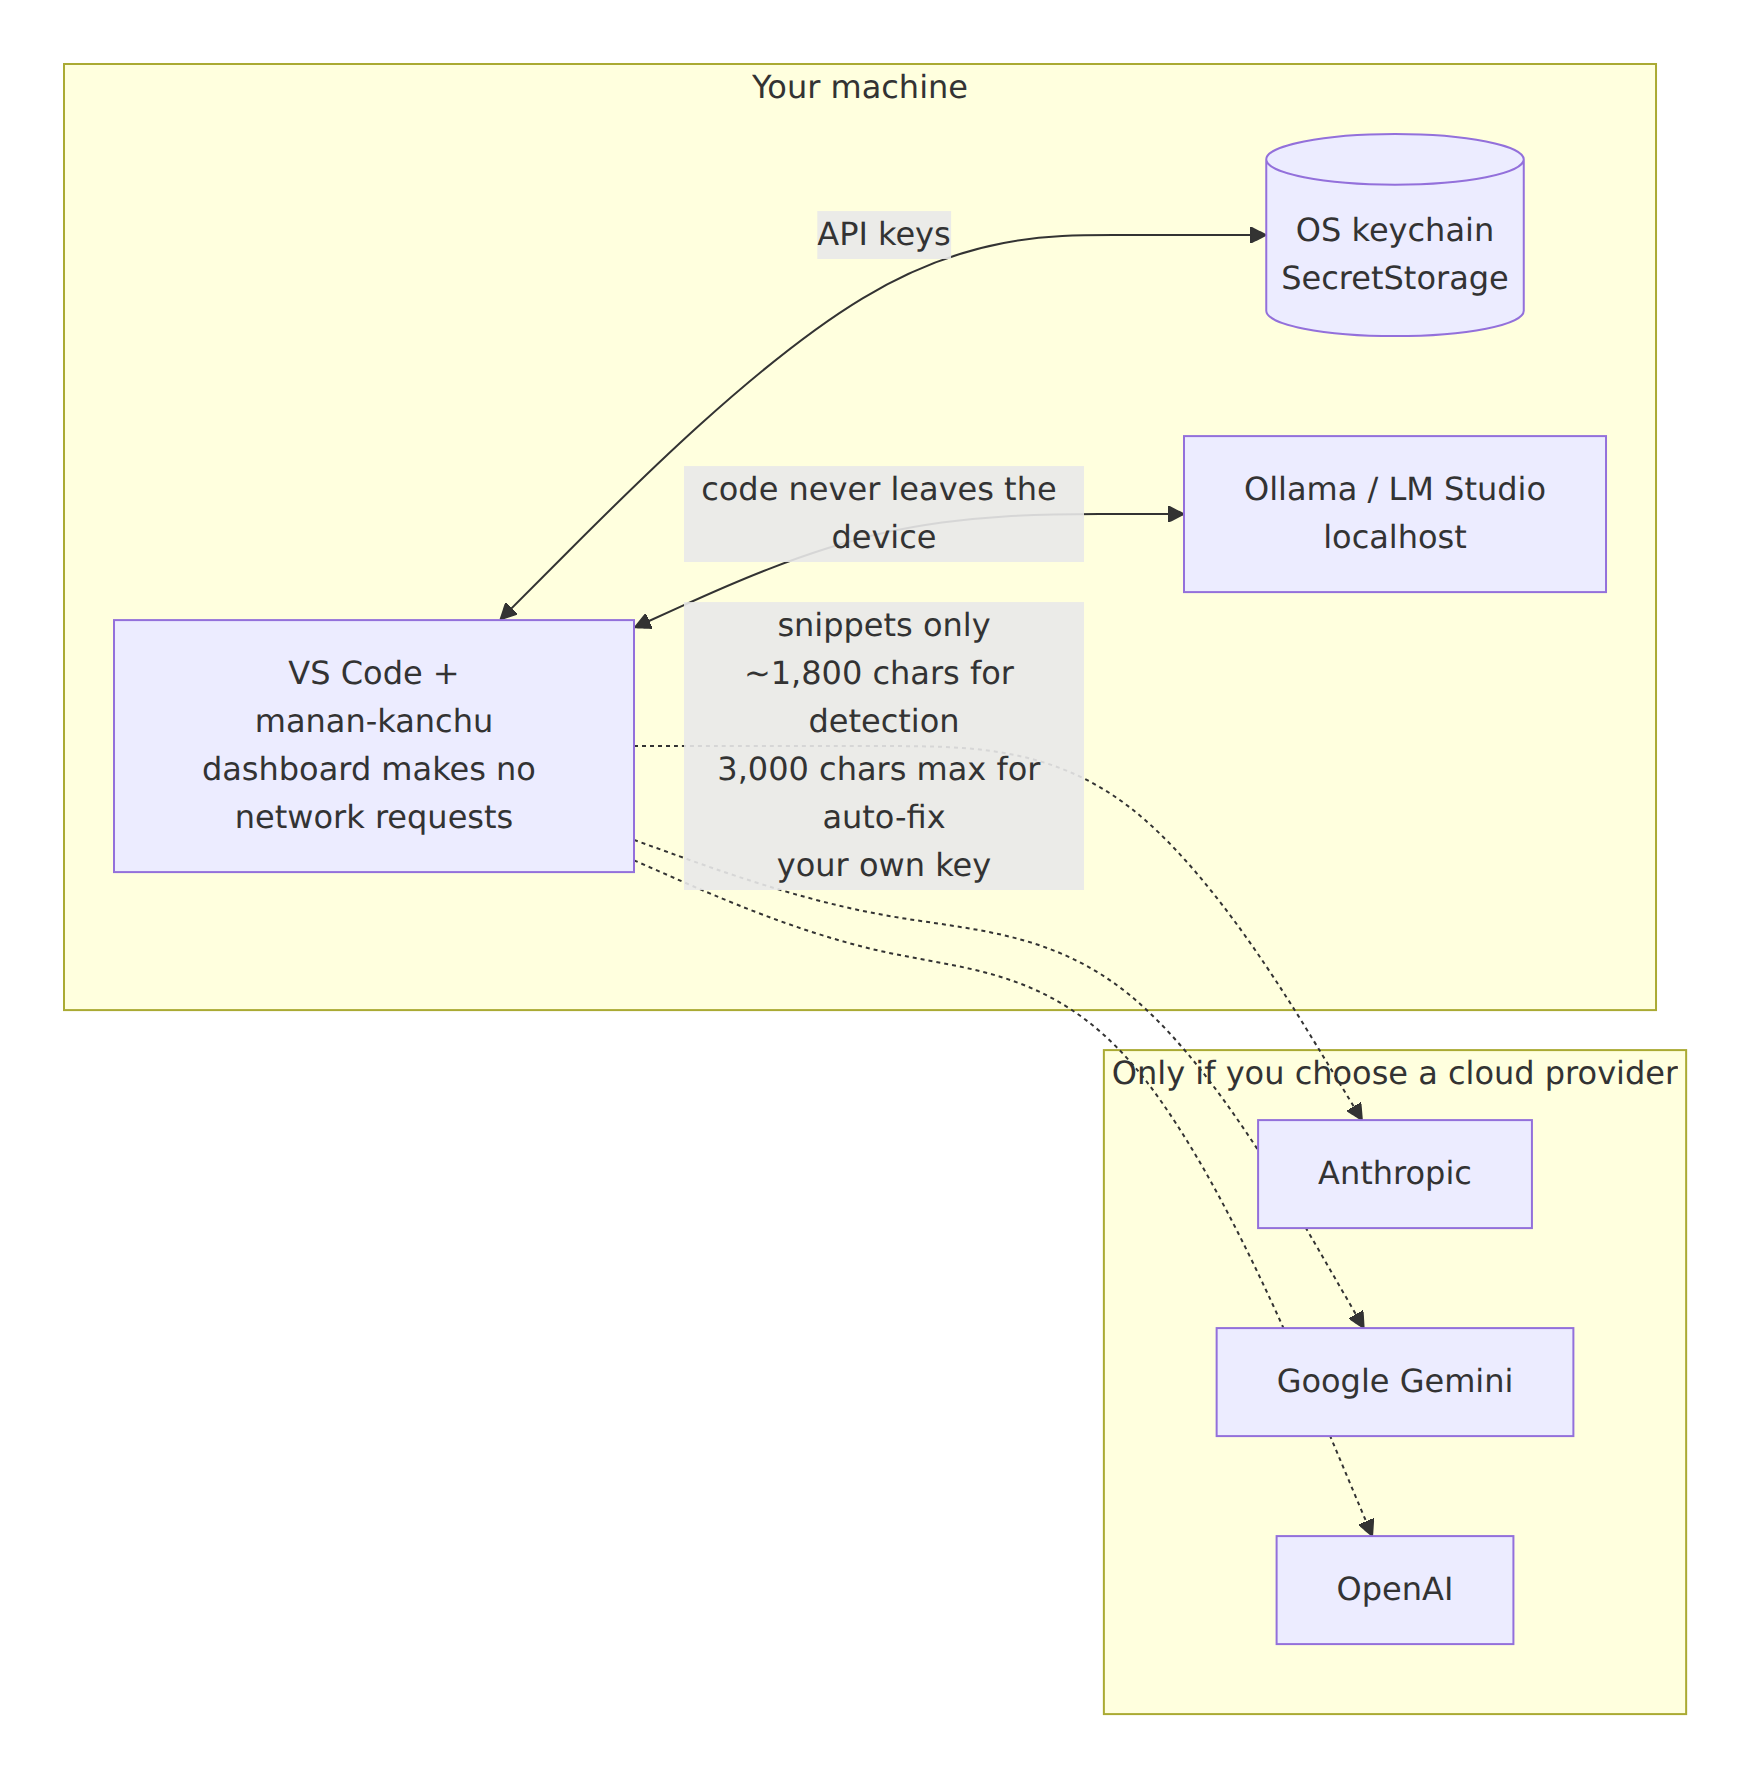 Your machine
API keys
OS keychain
SecretStorage
code never leaves the
device
Ollama / LM Studio
localhost
VS Code +
manan-kanchu
dashboard makes no
network requests
snippets only
~1,800 chars for
detection
3,000 chars max for
auto-fix
your own key
Only if you choose a cloud provider
Anthropic
Google Gemini
OpenAI